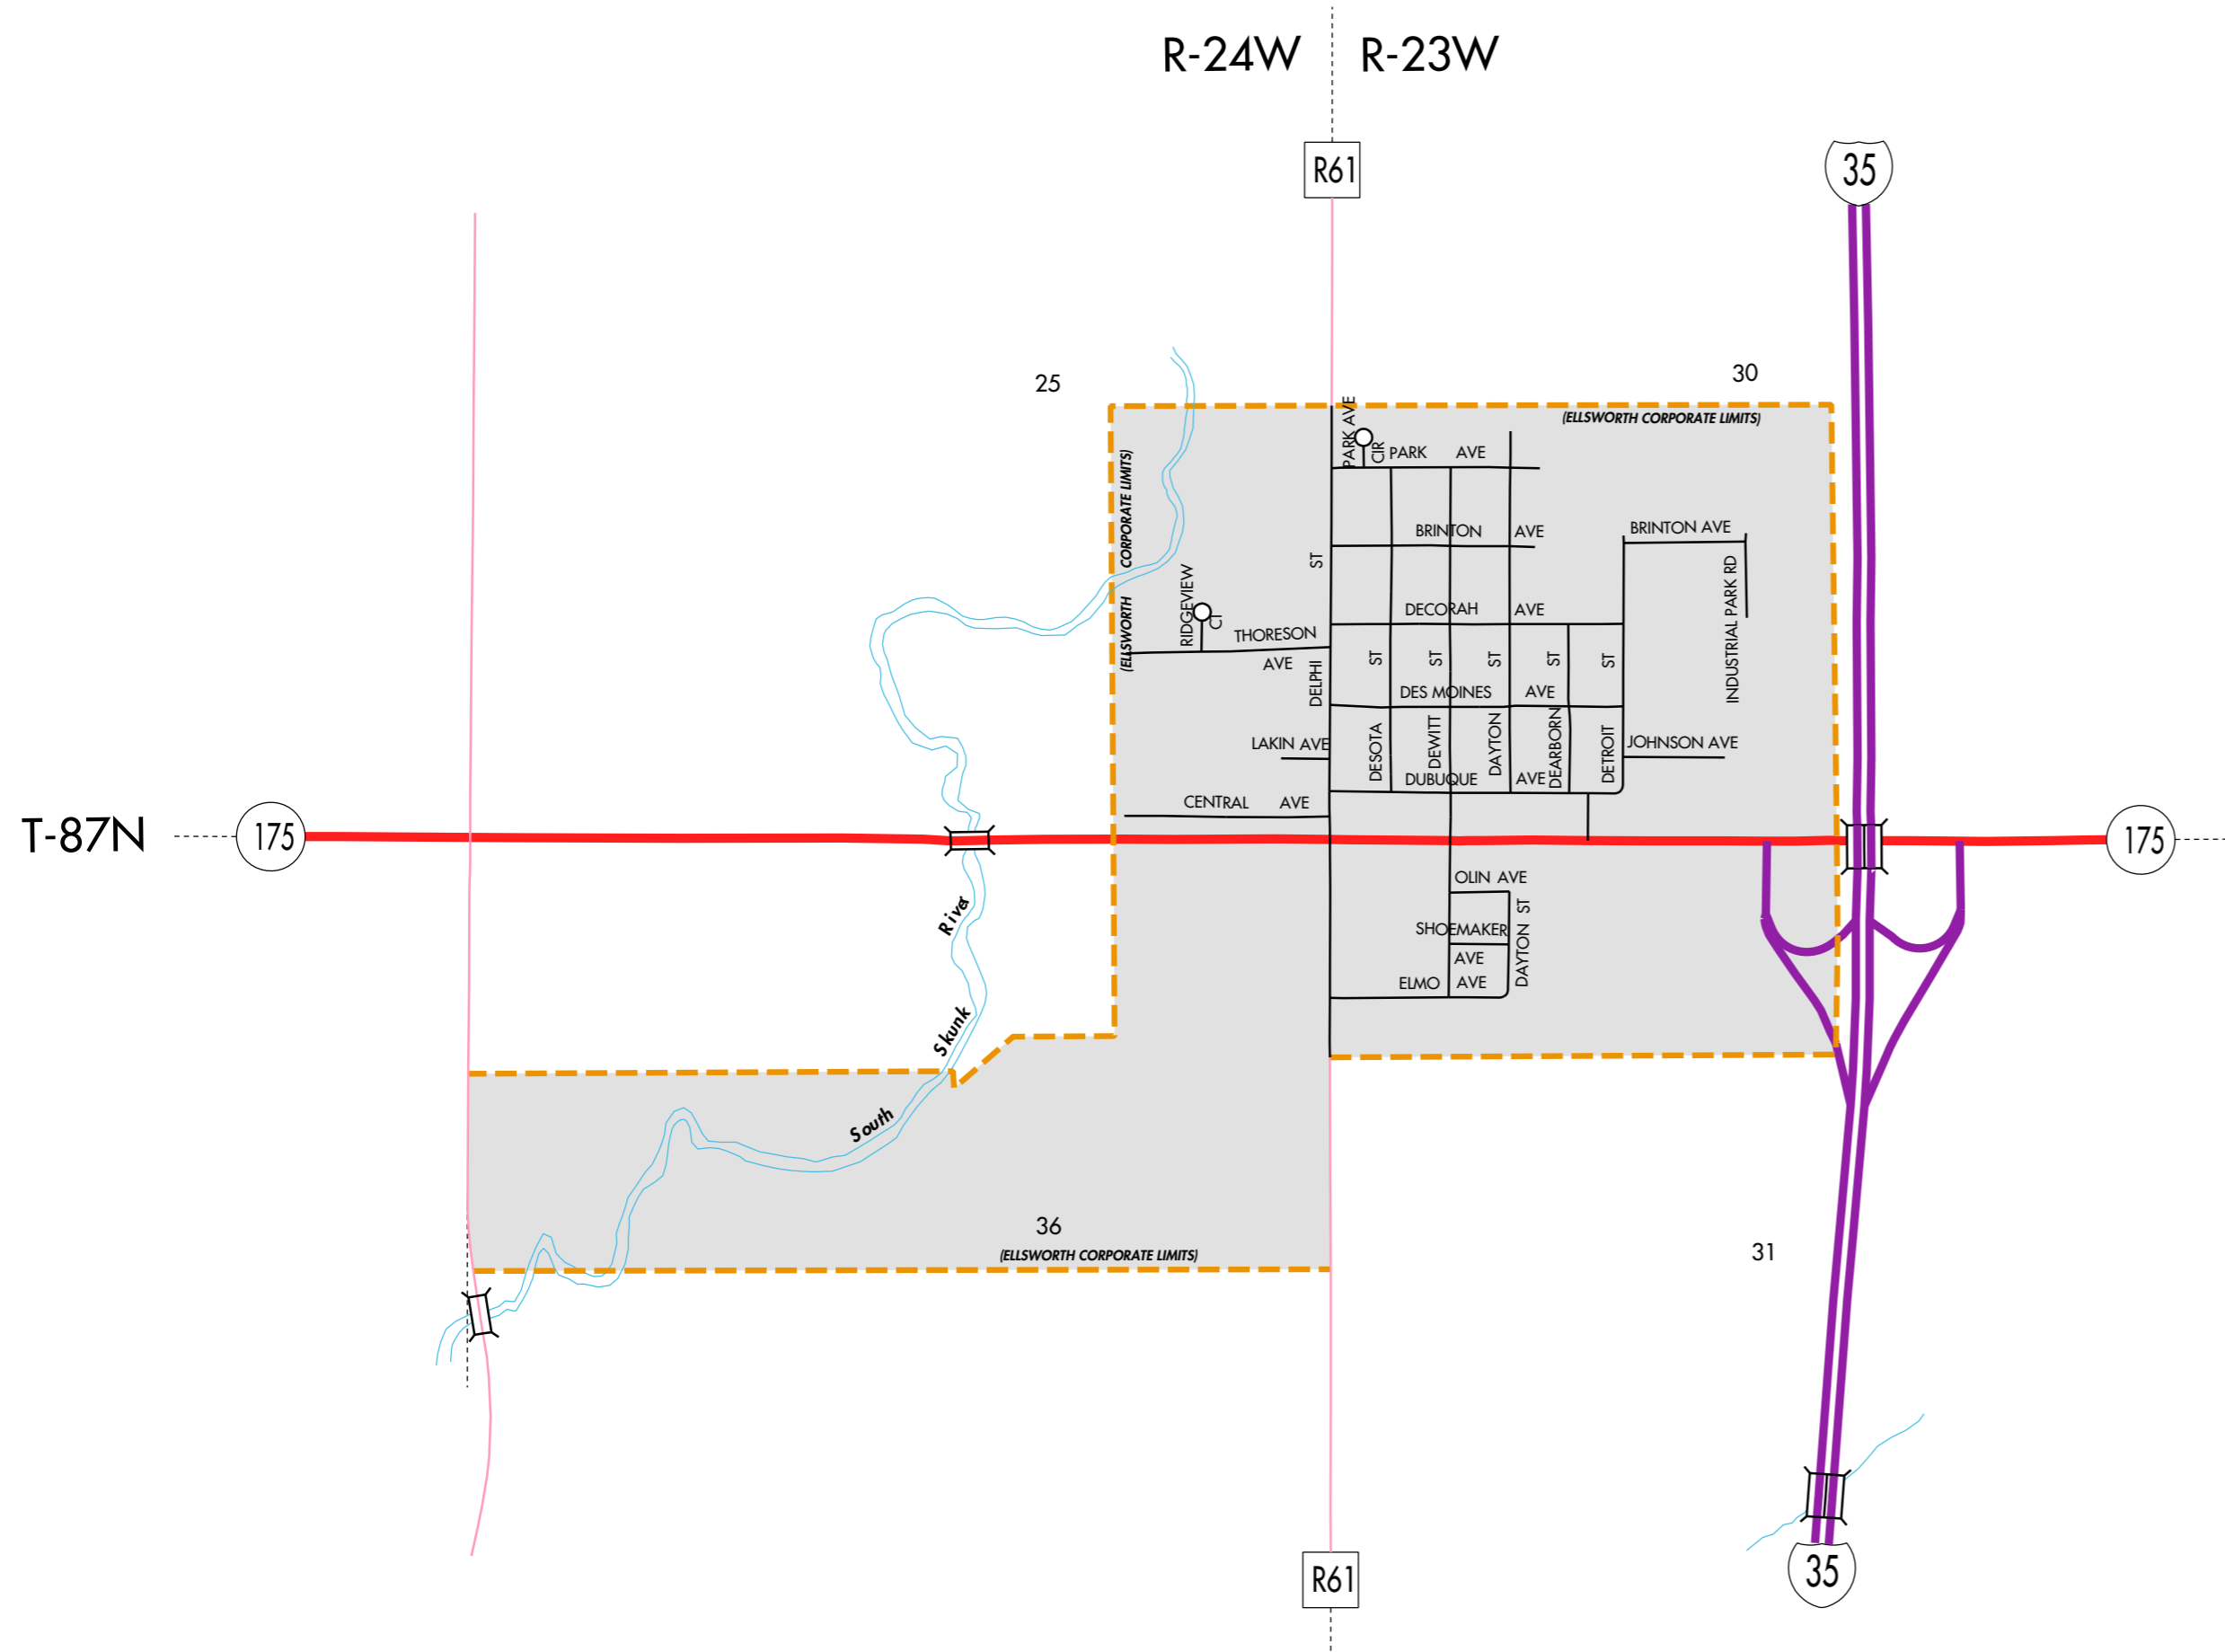 R-24W
R-23W
R61
35
25
30
(ELLSWORTH CORPORATE LIMITS)
(ELLSWORTH CORPORATE LIMITS)
PARK AVE
CIR
PARK AVE
BRINTON AVE
BRINTON AVE
INDUSTRIAL PARK RD
RIDGEVIEW
CT
THORESON
AVE
DELPHI ST
DECORAH AVE
DESOTA ST
DEWITT ST
DAYTON ST
DEARBORN ST
DETROIT ST
DES MOINES AVE
LAKIN AVE
JOHNSON AVE
DUBUQUE AVE
CENTRAL AVE
T-87N
175
175
OLIN AVE
SHOEMAKER
AVE
DAYTON ST
ELMO AVE
South Skunk River
36
(ELLSWORTH CORPORATE LIMITS)
31
R61
35